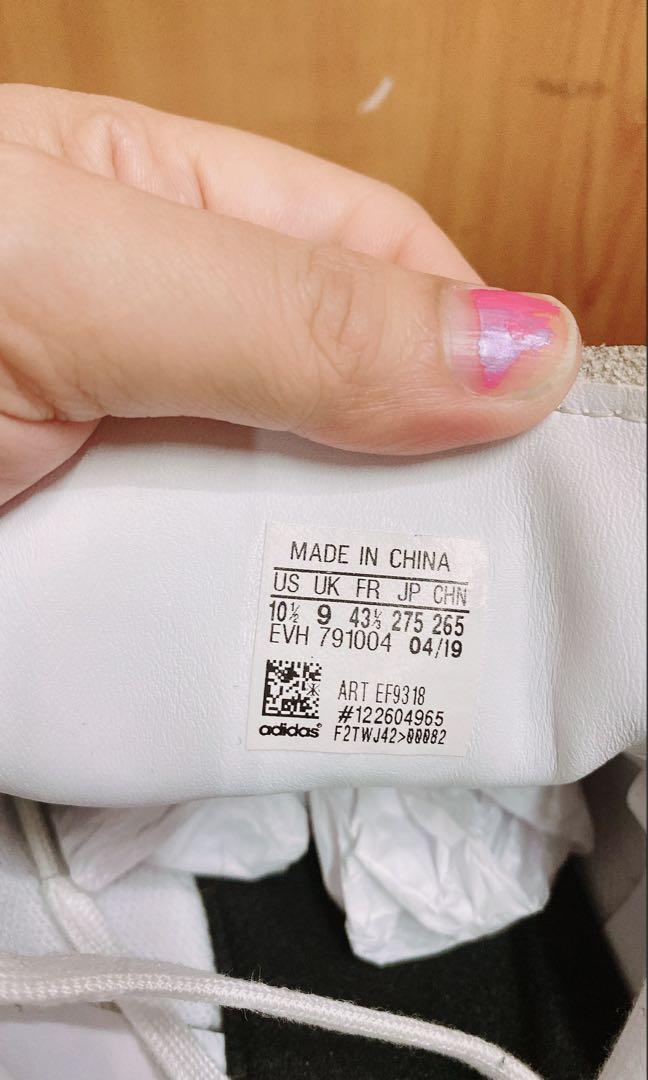 MADE IN CHINA
US UK FR JP CHN
10½ 9 43⅓ 275 265
EVH 791004 04/19
ART EF9318
#122604965
adidas® F2TWJ42>00082